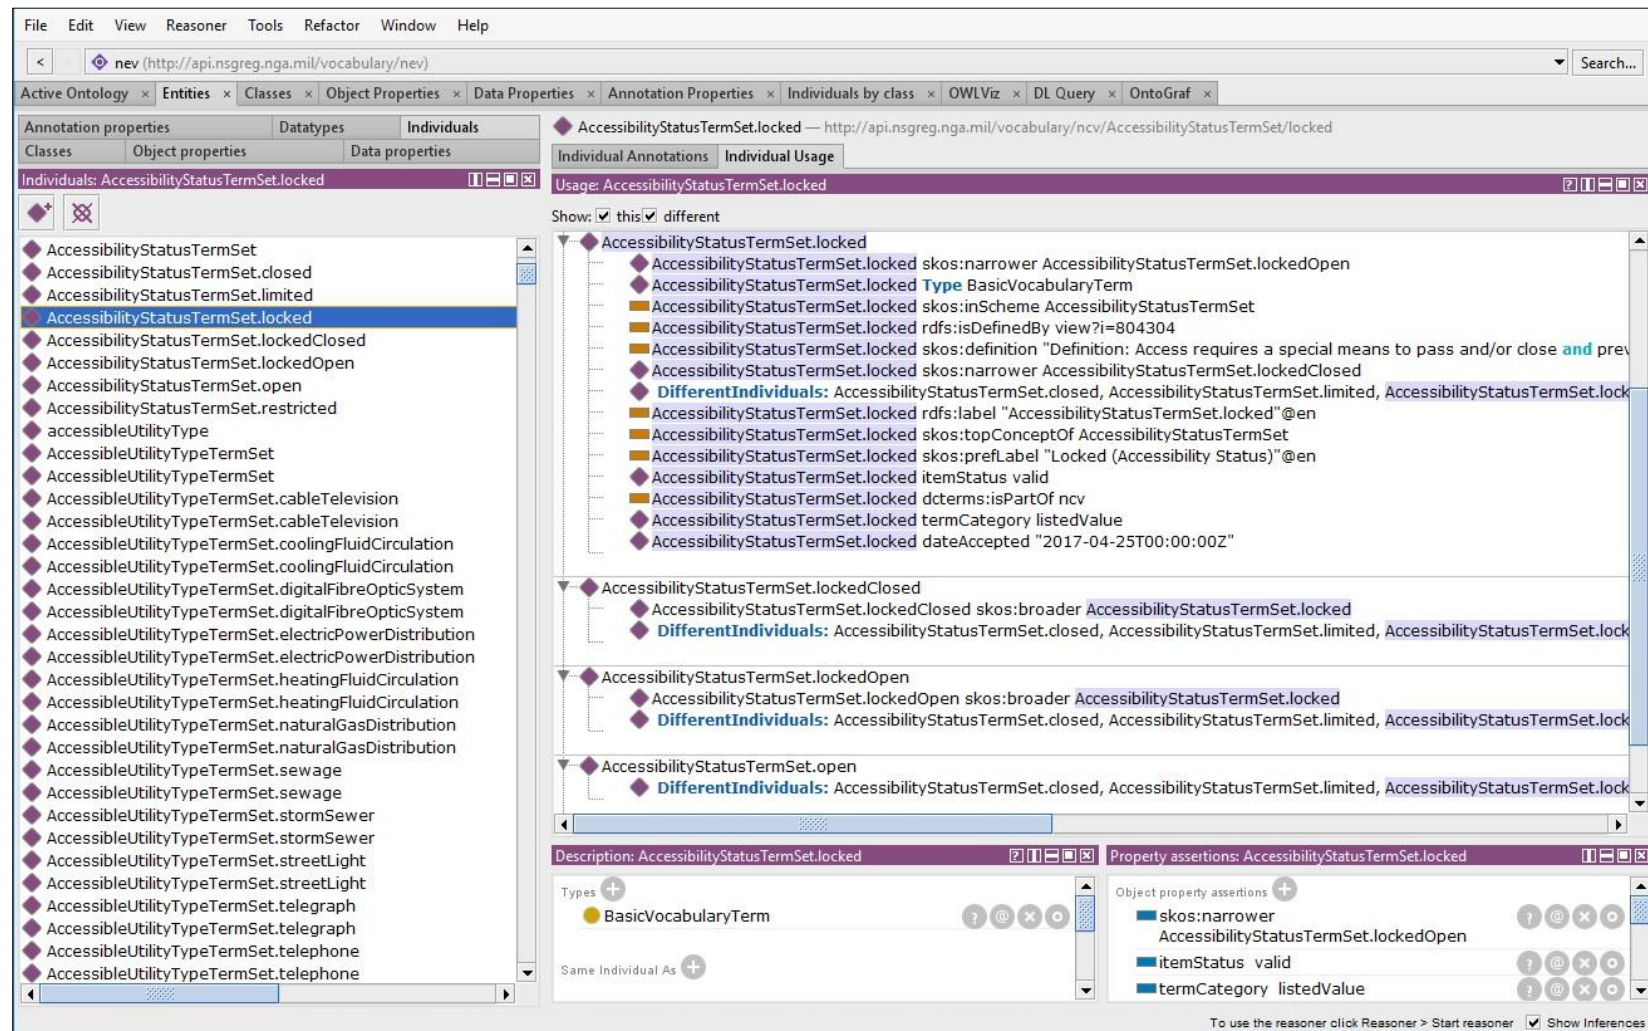 File Edit View Reasoner Tools Refactor Window Help
< > nev (http://api.nsgreg.nga.mil/vocabulary/nev) Search...
Active Ontology × Entities × Classes × Object Properties × Data Properties × Annotation Properties × Individuals by class × OWLViz × DL Query × OntoGraf ×
Annotation properties Datatypes Individuals
Classes Object properties Data properties
Individuals: AccessibilityStatusTermSet.locked
AccessibilityStatusTermSet
AccessibilityStatusTermSet.closed
AccessibilityStatusTermSet.limited
AccessibilityStatusTermSet.locked
AccessibilityStatusTermSet.lockedClosed
AccessibilityStatusTermSet.lockedOpen
AccessibilityStatusTermSet.open
AccessibilityStatusTermSet.restricted
accessibleUtilityType
AccessibleUtilityTypeTermSet
AccessibleUtilityTypeTermSet
AccessibleUtilityTypeTermSet.cableTelevision
AccessibleUtilityTypeTermSet.cableTelevision
AccessibleUtilityTypeTermSet.coolingFluidCirculation
AccessibleUtilityTypeTermSet.coolingFluidCirculation
AccessibleUtilityTypeTermSet.digitalFibreOpticSystem
AccessibleUtilityTypeTermSet.digitalFibreOpticSystem
AccessibleUtilityTypeTermSet.electricPowerDistribution
AccessibleUtilityTypeTermSet.electricPowerDistribution
AccessibleUtilityTypeTermSet.heatingFluidCirculation
AccessibleUtilityTypeTermSet.heatingFluidCirculation
AccessibleUtilityTypeTermSet.naturalGasDistribution
AccessibleUtilityTypeTermSet.naturalGasDistribution
AccessibleUtilityTypeTermSet.sewage
AccessibleUtilityTypeTermSet.sewage
AccessibleUtilityTypeTermSet.stormSewer
AccessibleUtilityTypeTermSet.stormSewer
AccessibleUtilityTypeTermSet.streetLight
AccessibleUtilityTypeTermSet.streetLight
AccessibleUtilityTypeTermSet.telegraph
AccessibleUtilityTypeTermSet.telegraph
AccessibleUtilityTypeTermSet.telephone
AccessibleUtilityTypeTermSet.telephone
AccessibilityStatusTermSet.locked — http://api.nsgreg.nga.mil/vocabulary/ncv/AccessibilityStatusTermSet/locked
Individual Annotations Individual Usage
Usage: AccessibilityStatusTermSet.locked
Show: this different
AccessibilityStatusTermSet.locked
AccessibilityStatusTermSet.locked skos:narrower AccessibilityStatusTermSet.lockedOpen
AccessibilityStatusTermSet.locked Type BasicVocabularyTerm
AccessibilityStatusTermSet.locked skos:inScheme AccessibilityStatusTermSet
AccessibilityStatusTermSet.locked rdfs:isDefinedBy view?i=804304
AccessibilityStatusTermSet.locked skos:definition "Definition: Access requires a special means to pass and/or close and prev
AccessibilityStatusTermSet.locked skos:narrower AccessibilityStatusTermSet.lockedClosed
DifferentIndividuals: AccessibilityStatusTermSet.closed, AccessibilityStatusTermSet.limited, AccessibilityStatusTermSet.lock
AccessibilityStatusTermSet.locked rdfs:label "AccessibilityStatusTermSet.locked"@en
AccessibilityStatusTermSet.locked skos:topConceptOf AccessibilityStatusTermSet
AccessibilityStatusTermSet.locked skos:prefLabel "Locked (Accessibility Status)"@en
AccessibilityStatusTermSet.locked itemStatus valid
AccessibilityStatusTermSet.locked dcterms:isPartOf ncv
AccessibilityStatusTermSet.locked termCategory listedValue
AccessibilityStatusTermSet.locked dateAccepted "2017-04-25T00:00:00Z"
AccessibilityStatusTermSet.lockedClosed
AccessibilityStatusTermSet.lockedClosed skos:broader AccessibilityStatusTermSet.locked
DifferentIndividuals: AccessibilityStatusTermSet.closed, AccessibilityStatusTermSet.limited, AccessibilityStatusTermSet.lock
AccessibilityStatusTermSet.lockedOpen
AccessibilityStatusTermSet.lockedOpen skos:broader AccessibilityStatusTermSet.locked
DifferentIndividuals: AccessibilityStatusTermSet.closed, AccessibilityStatusTermSet.limited, AccessibilityStatusTermSet.lock
AccessibilityStatusTermSet.open
DifferentIndividuals: AccessibilityStatusTermSet.closed, AccessibilityStatusTermSet.limited, AccessibilityStatusTermSet.lock
Description: AccessibilityStatusTermSet.locked
Types
BasicVocabularyTerm
Same Individual As
Property assertions: AccessibilityStatusTermSet.locked
Object property assertions
skos:narrower
AccessibilityStatusTermSet.lockedOpen
itemStatus valid
termCategory listedValue
To use the reasoner click Reasoner > Start reasoner Show Inferences